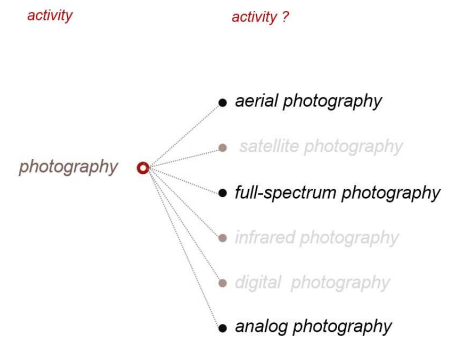 activity
activity ?
aerial photography
satellite photography
photography
full-spectrum photography
infrared photography
digital photography
analog photography